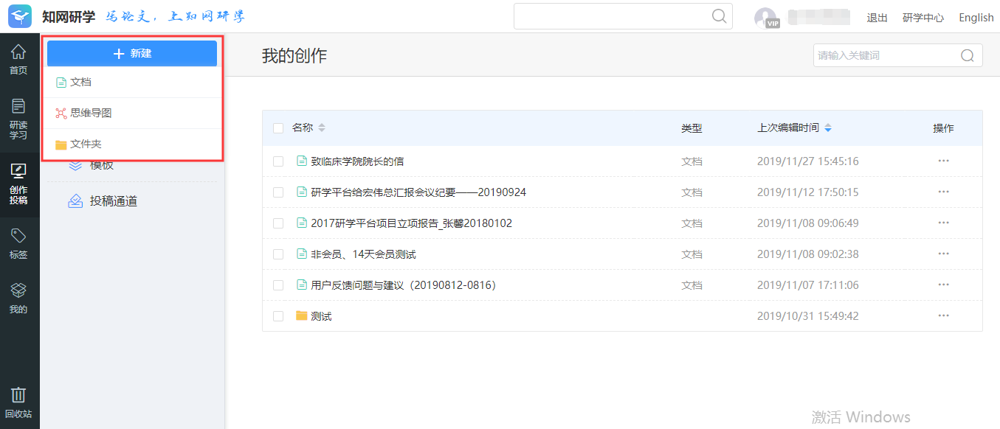 知网研学 写论文，上知网研学
VIP
退出 研学中心 English
首页
研读
学习
创作
投稿
标签
我的
回收站
新建
文档
思维导图
文件夹
模板
投稿通道
我的创作
请输入关键词
名称 类型 上次编辑时间 操作
致临床学院院长的信 文档 2019/11/27 15:45:16 ···
研学平台给宏伟总汇报会议纪要——20190924 文档 2019/11/12 17:50:15 ···
2017研学平台项目立项报告_张馨20180102 文档 2019/11/08 09:06:49 ···
非会员、14天会员测试 文档 2019/11/08 09:02:38 ···
用户反馈问题与建议（20190812-0816） 文档 2019/11/07 17:11:06 ···
测试 2019/10/31 15:49:42 ···
激活 Windows